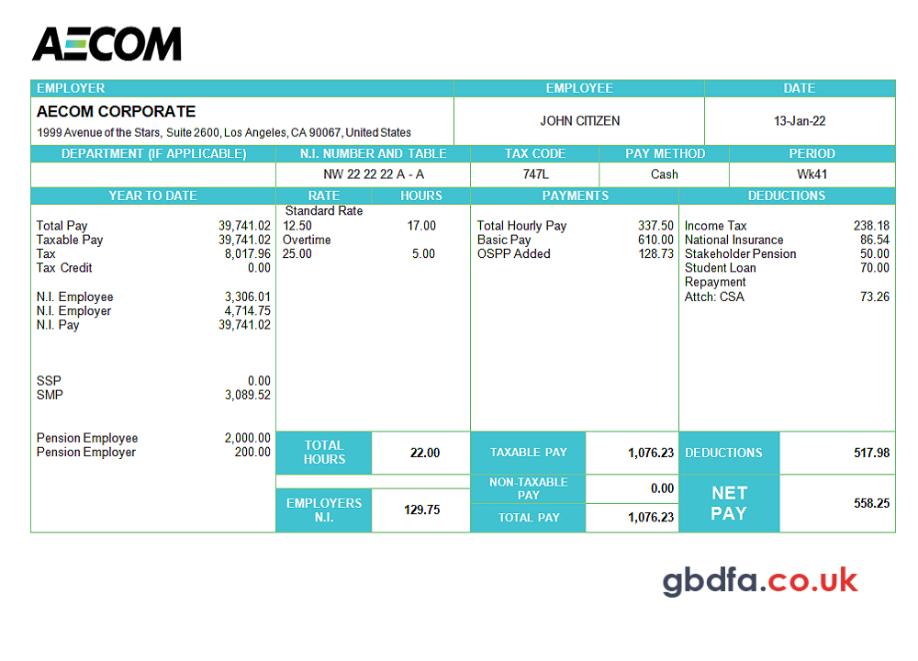 AECOM
EMPLOYER EMPLOYEE DATE
AECOM CORPORATE
1999 Avenue of the Stars, Suite 2600, Los Angeles, CA 90067, United States
JOHN CITIZEN 13-Jan-22
DEPARTMENT (IF APPLICABLE) N.I. NUMBER AND TABLE TAX CODE PAY METHOD PERIOD
NW 22 22 22 A - A 747L Cash Wk41
YEAR TO DATE RATE HOURS PAYMENTS DEDUCTIONS
Standard Rate
Total Pay 39,741.02 12.50 17.00 Total Hourly Pay 337.50 Income Tax 238.18
Taxable Pay 39,741.02 Overtime Basic Pay 610.00 National Insurance 86.54
Tax 8,017.96 25.00 5.00 OSPP Added 128.73 Stakeholder Pension 50.00
Tax Credit 0.00 Student Loan 70.00
Repayment
N.I. Employee 3,306.01 Attch: CSA 73.26
N.I. Employer 4,714.75
N.I. Pay 39,741.02
SSP 0.00
SMP 3,089.52
Pension Employee 2,000.00
Pension Employer 200.00
TOTAL HOURS 22.00 TAXABLE PAY 1,076.23 DEDUCTIONS 517.98
NON-TAXABLE PAY 0.00
EMPLOYERS N.I. 129.75 NET PAY 558.25
TOTAL PAY 1,076.23
gbdfa.co.uk